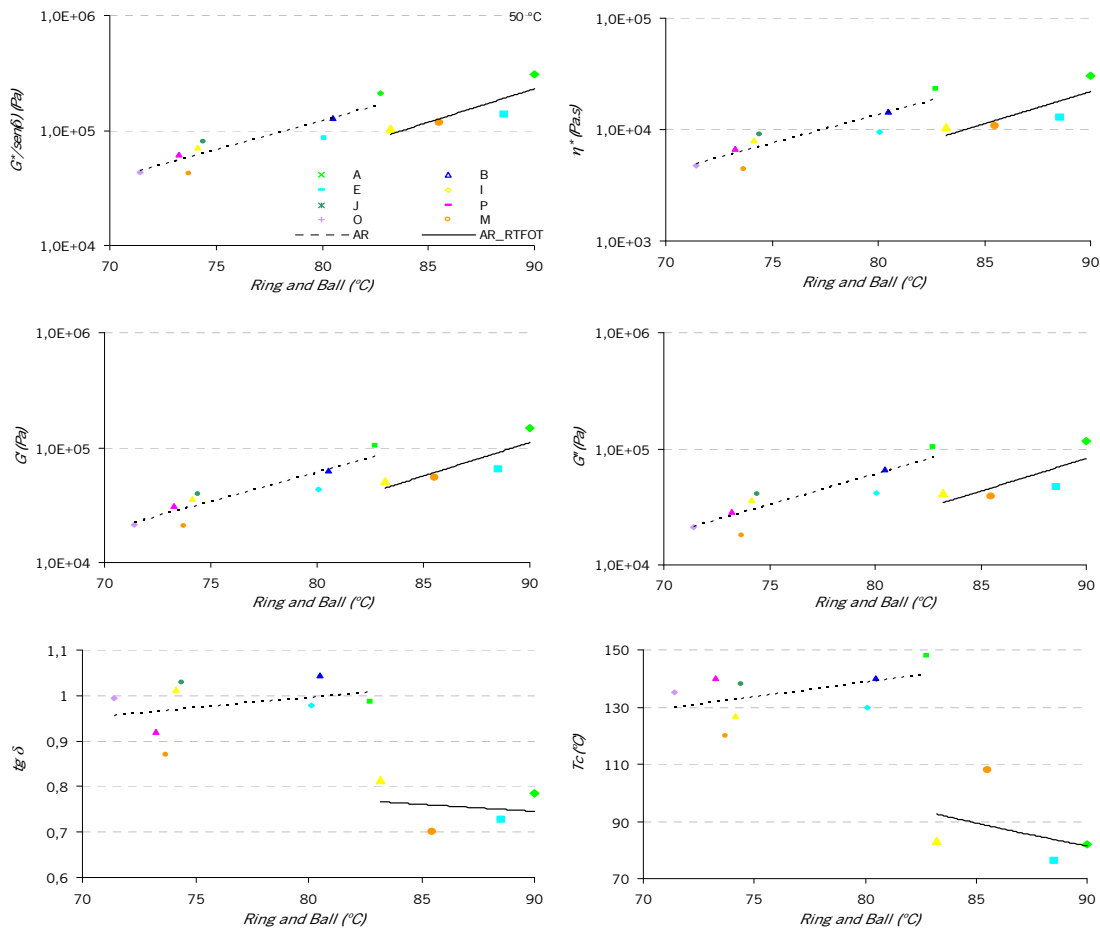 1,0E+06
50 °C
1,0E+05
1,0E+04
G*/sen(δ) (Pa)
A
B
E
I
J
P
O
M
AR
AR_RTFOT
70 75 80 85 90
Ring and Ball (°C)
1,0E+05
1,0E+04
1,0E+03
η* (Pa.s)
70 75 80 85 90
Ring and Ball (°C)
1,0E+06
1,0E+05
1,0E+04
G' (Pa)
70 75 80 85 90
Ring and Ball (°C)
1,0E+06
1,0E+05
1,0E+04
G" (Pa)
70 75 80 85 90
Ring and Ball (°C)
1,1
1
0,9
0,8
0,7
0,6
tg δ
70 75 80 85 90
Ring and Ball (°C)
150
130
110
90
70
Tc (°C)
70 75 80 85 90
Ring and Ball (°C)